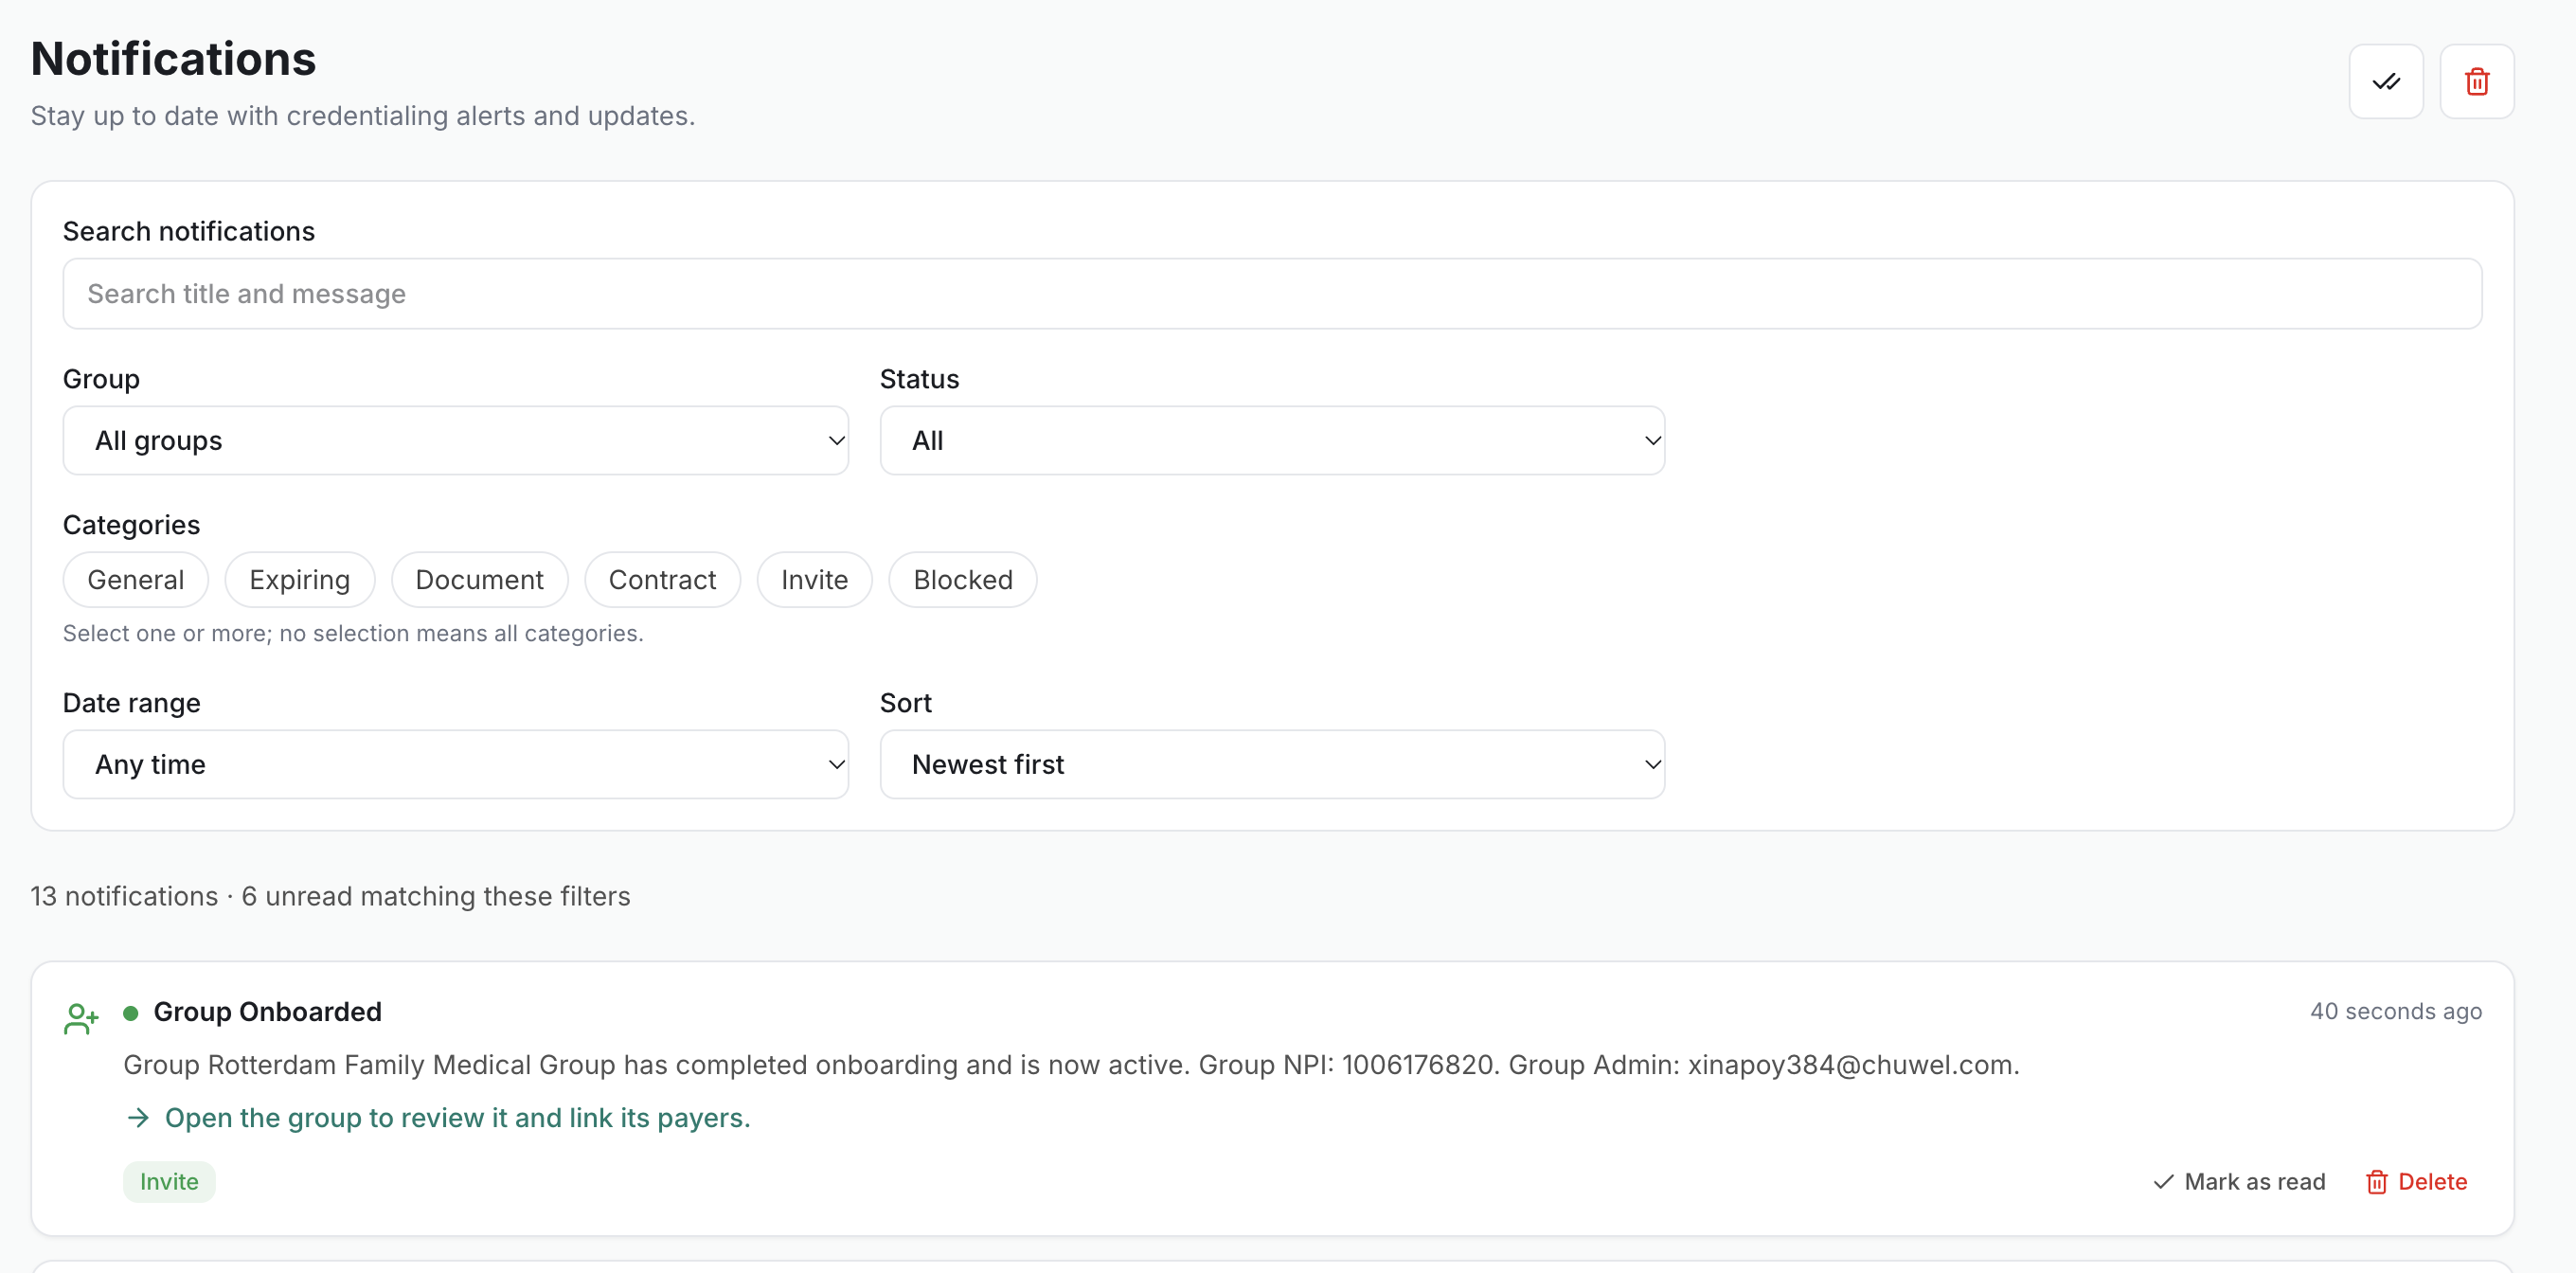 Notifications
Stay up to date with credentialing alerts and updates.
Search notifications
Search title and message
Group
Status
All groups
All
Categories
General Expiring Document Contract Invite Blocked
Select one or more; no selection means all categories.
Date range
Sort
Any time
Newest first
13 notifications · 6 unread matching these filters
Group Onboarded
40 seconds ago
Group Rotterdam Family Medical Group has completed onboarding and is now active. Group NPI: 1006176820. Group Admin: xinapoy384@chuwel.com.
→ Open the group to review it and link its payers.
Invite
Mark as read
Delete